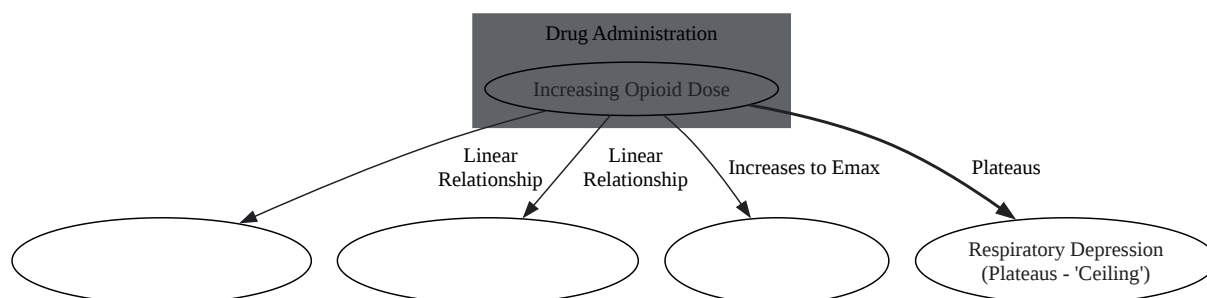 Drug Administration
Increasing Opioid Dose
Linear
Relationship
Linear
Relationship
Increases to Emax
Plateaus
Respiratory Depression
(Plateaus - 'Ceiling')